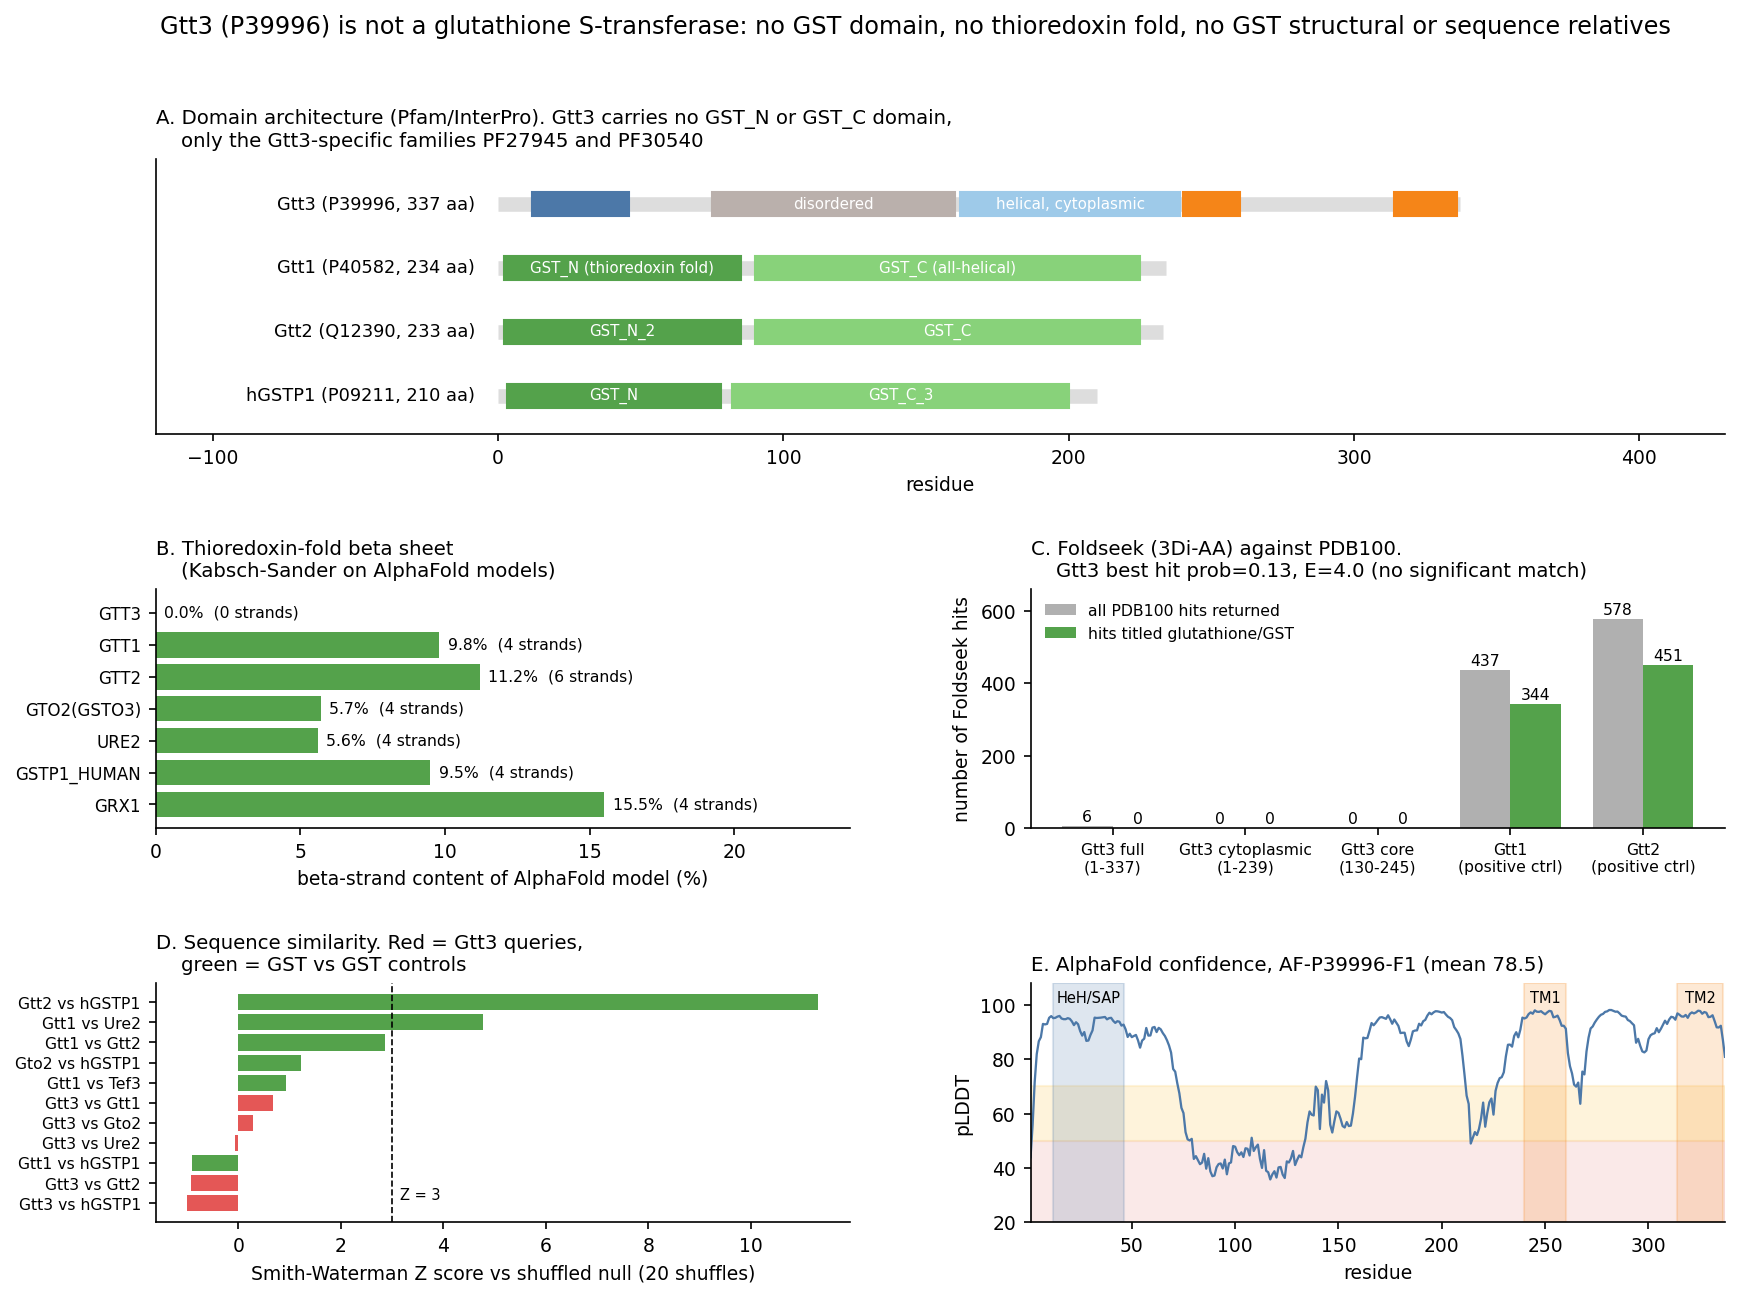 Gtt3 (P39996) is not a glutathione S-transferase: no GST domain, no thioredoxin fold, no GST structural or sequence relatives
A. Domain architecture (Pfam/InterPro). Gtt3 carries no GST_N or GST_C domain,
only the Gtt3-specific families PF27945 and PF30540
Gtt3 (P39996, 337 aa)
disordered
helical, cytoplasmic
Gtt1 (P40582, 234 aa)
GST_N (thioredoxin fold)
GST_C (all-helical)
Gtt2 (Q12390, 233 aa)
GST_N_2
GST_C
hGSTP1 (P09211, 210 aa)
GST_N
GST_C_3
−100 0 100 200 300 400
residue
B. Thioredoxin-fold beta sheet
(Kabsch-Sander on AlphaFold models)
GTT3 0.0% (0 strands)
GTT1 9.8% (4 strands)
GTT2 11.2% (6 strands)
GTO2(GSTO3) 5.7% (4 strands)
URE2 5.6% (4 strands)
GSTP1_HUMAN 9.5% (4 strands)
GRX1 15.5% (4 strands)
0 5 10 15 20
beta-strand content of AlphaFold model (%)
C. Foldseek (3Di-AA) against PDB100.
Gtt3 best hit prob=0.13, E=4.0 (no significant match)
number of Foldseek hits
600
400
200
0
all PDB100 hits returned
hits titled glutathione/GST
6 0 0 0 0 0 437 344 578 451
Gtt3 full
(1-337)
Gtt3 cytoplasmic
(1-239)
Gtt3 core
(130-245)
Gtt1
(positive ctrl)
Gtt2
(positive ctrl)
D. Sequence similarity. Red = Gtt3 queries,
green = GST vs GST controls
Gtt2 vs hGSTP1
Gtt1 vs Ure2
Gtt1 vs Gtt2
Gto2 vs hGSTP1
Gtt1 vs Tef3
Gtt3 vs Gtt1
Gtt3 vs Gto2
Gtt3 vs Ure2
Gtt1 vs hGSTP1
Gtt3 vs Gtt2
Gtt3 vs hGSTP1
Z = 3
0 2 4 6 8 10
Smith-Waterman Z score vs shuffled null (20 shuffles)
E. AlphaFold confidence, AF-P39996-F1 (mean 78.5)
pLDDT
100
80
60
40
20
HeH/SAP
TM1
TM2
50 100 150 200 250 300
residue